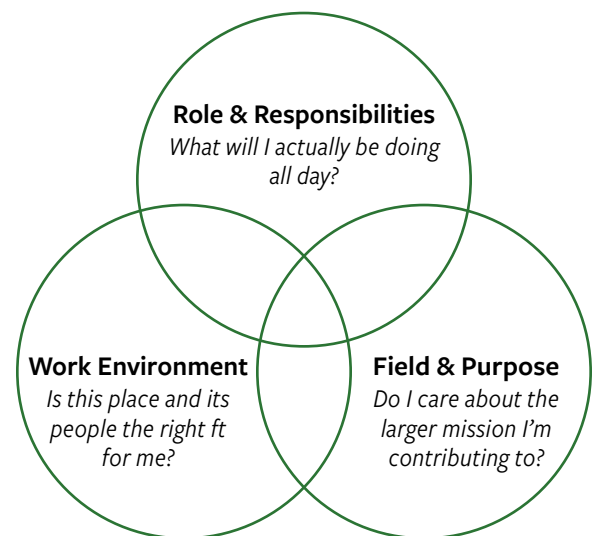 Role & Responsibilities
What will I actually be doing
all day?
Work Environment
Is this place and its
people the right ft
for me?
Field & Purpose
Do I care about the
larger mission I'm
contributing to?